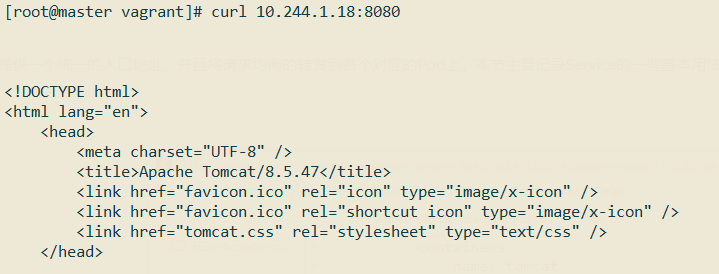 [root@master vagrant]# curl 10.244.1.18:8080
<!DOCTYPE html>
<html lang="en">
    <head>
        <meta charset="UTF-8" />
        <title>Apache Tomcat/8.5.47</title>
        <link href="favicon.ico" rel="icon" type="image/x-icon" />
        <link href="favicon.ico" rel="shortcut icon" type="image/x-icon" />
        <link href="tomcat.css" rel="stylesheet" type="text/css" />
    </head>